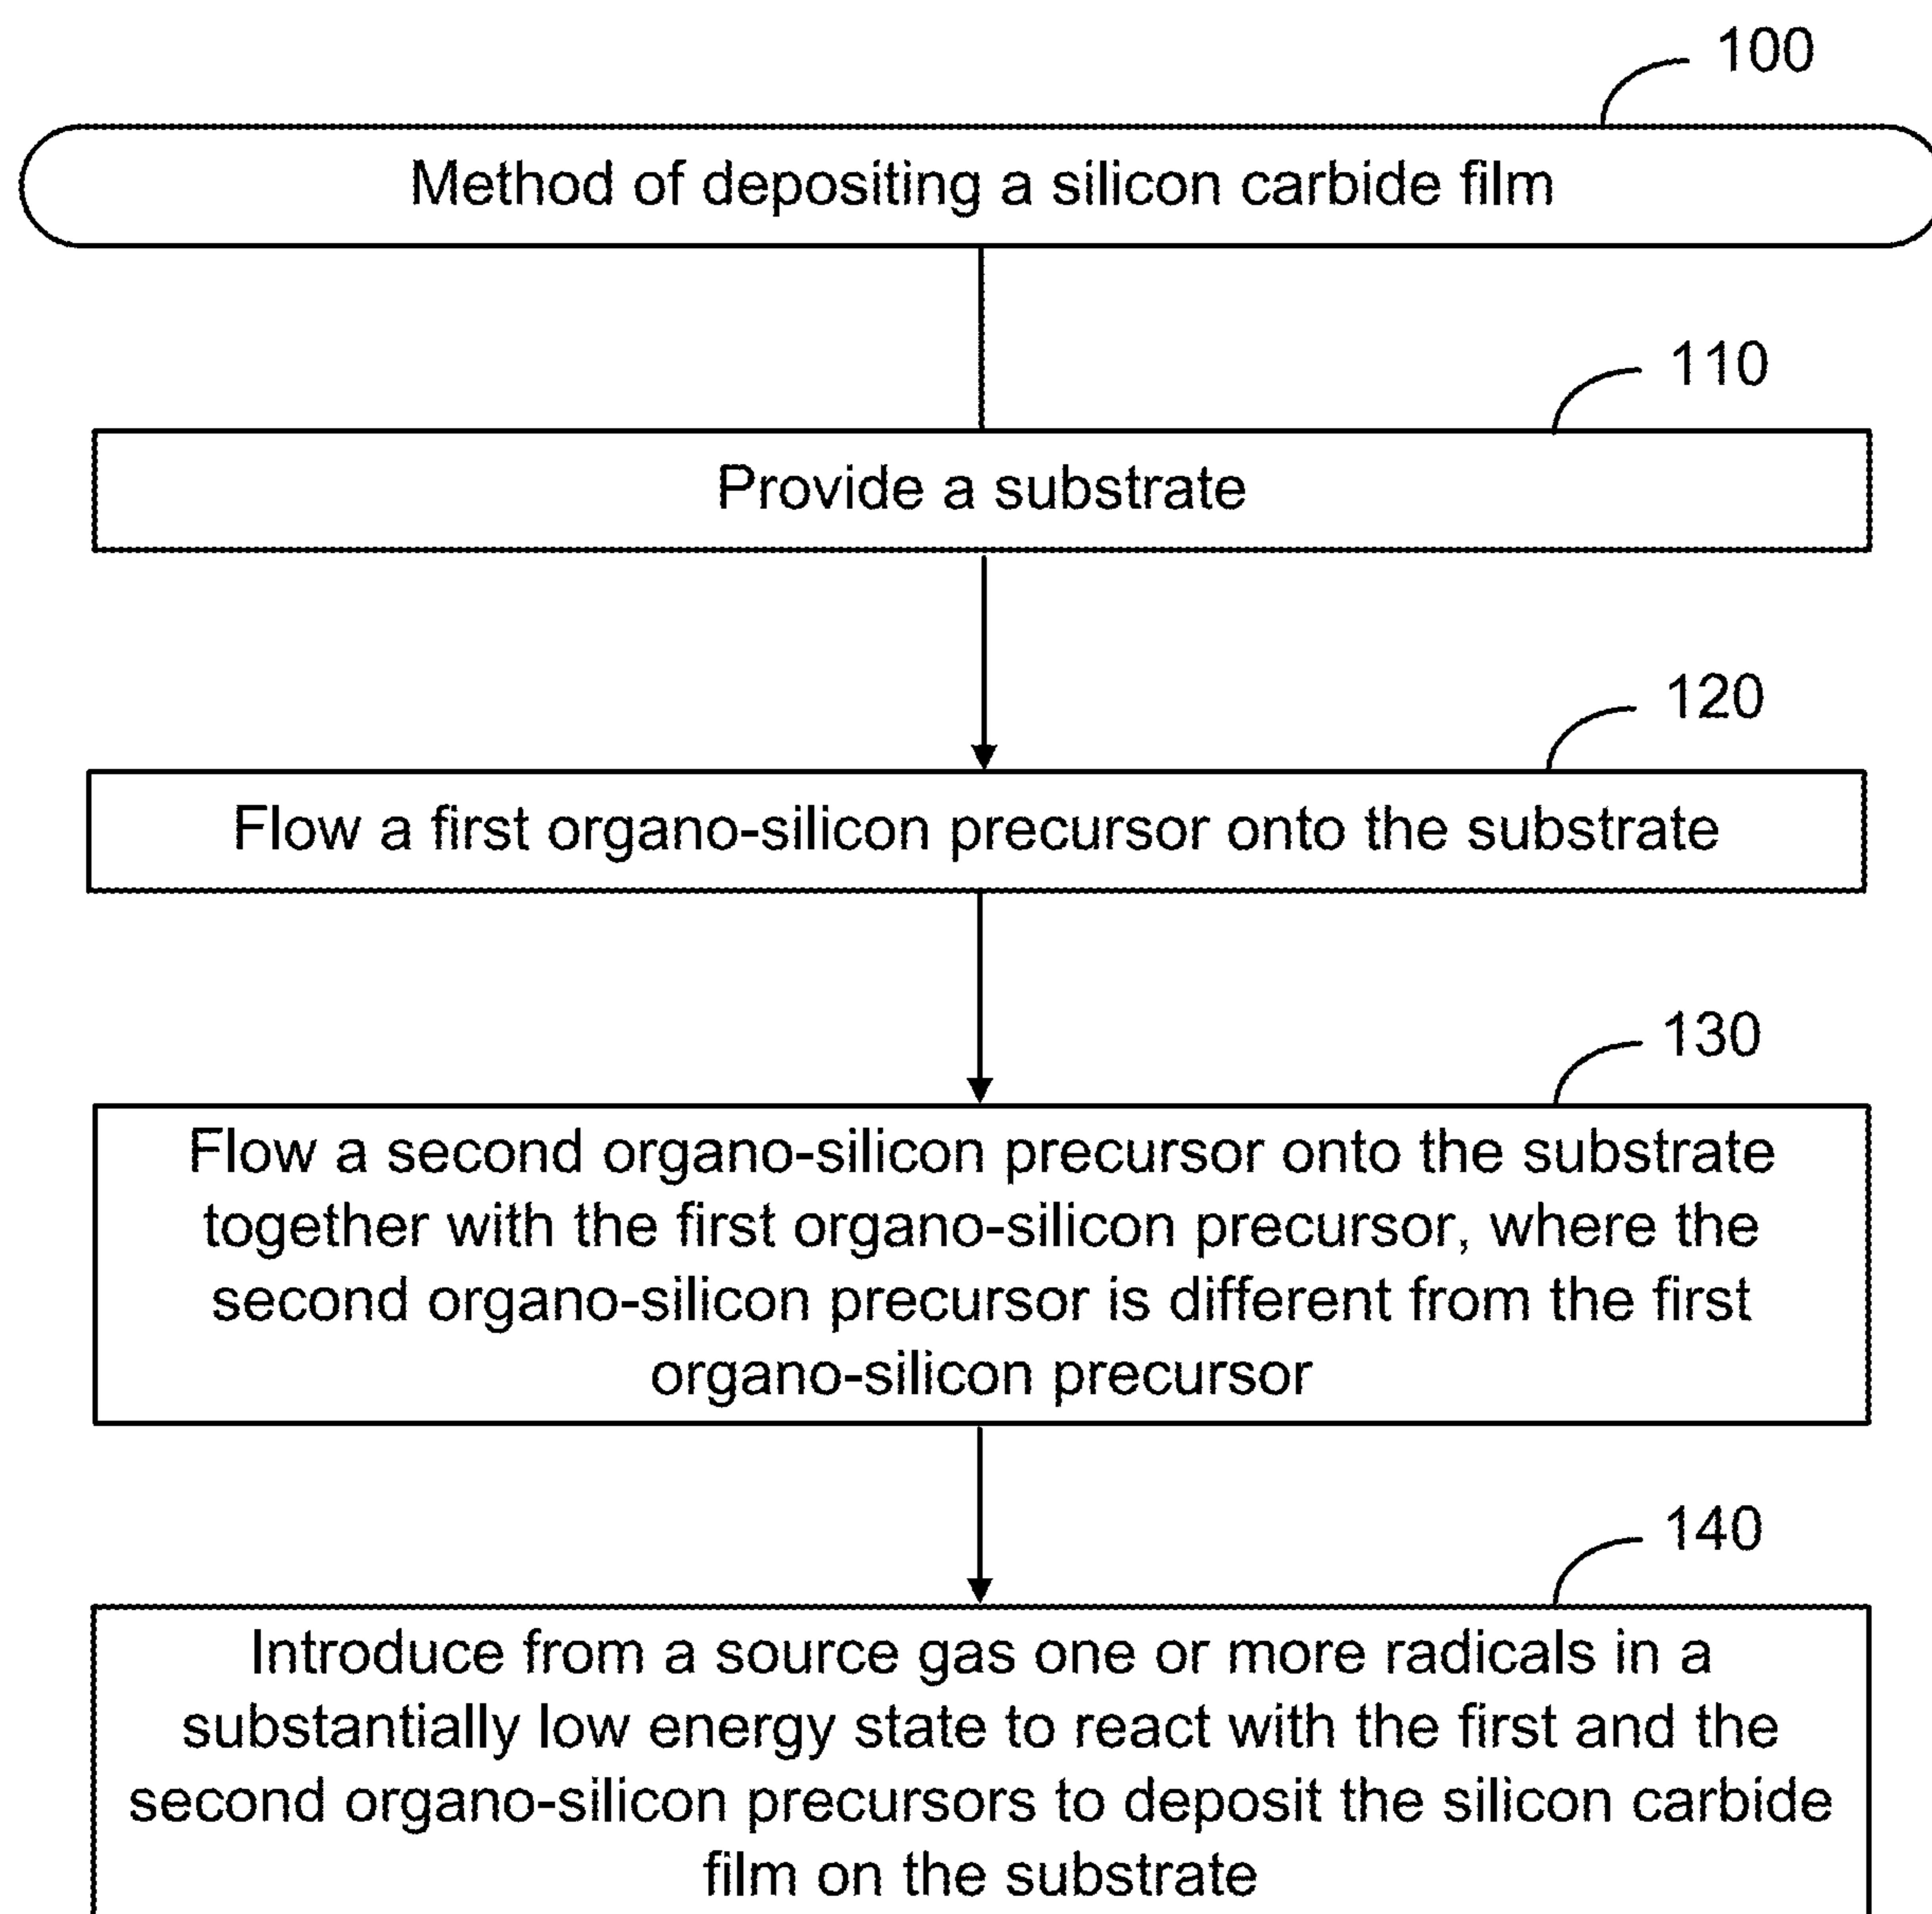 100
Method of depositing a silicon carbide film
110
Provide a substrate
120
Flow a first organo-silicon precursor onto the substrate
130
Flow a second organo-silicon precursor onto the substrate
together with the first organo-silicon precursor, where the
second organo-silicon precursor is different from the first
organo-silicon precursor
140
Introduce from a source gas one or more radicals in a
substantially low energy state to react with the first and the
second organo-silicon precursors to deposit the silicon carbide
film on the substrate